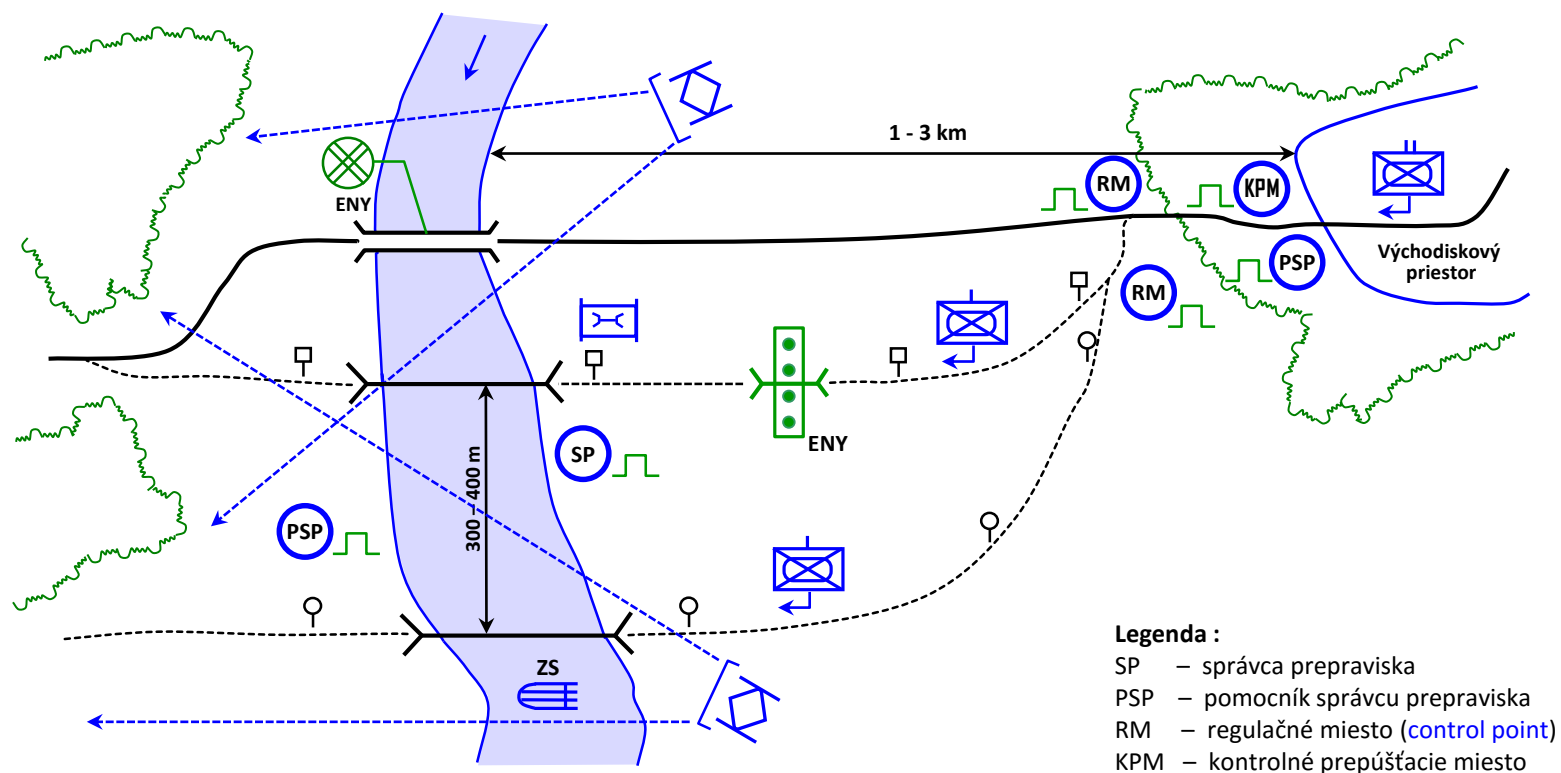 1 - 3 km
ENY
RM
KPM
PSP
Východiskový
priestor
RM
ENY
SP
300 – 400 m
PSP
ZS
Legenda :
SP – správca prepraviska
PSP – pomocník správcu prepraviska
RM – regulačné miesto (control point)
KPM – kontrolné prepúšťacie miesto